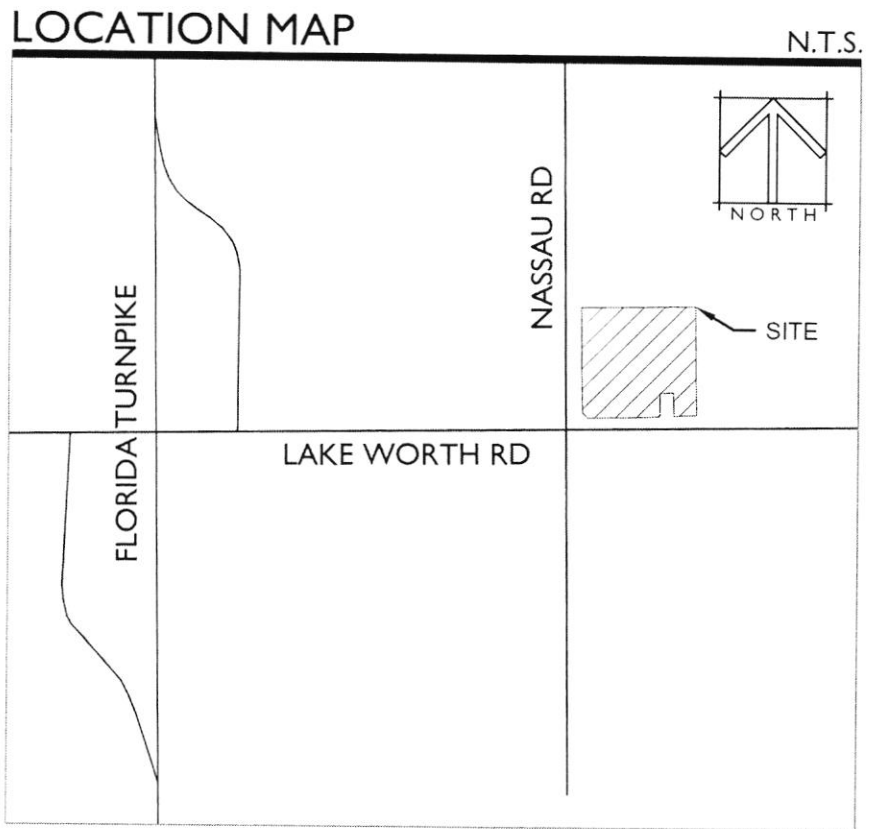 LOCATION MAP
N.T.S.
NORTH
NASSAU RD
SITE
FLORIDA TURNPIKE
LAKE WORTH RD